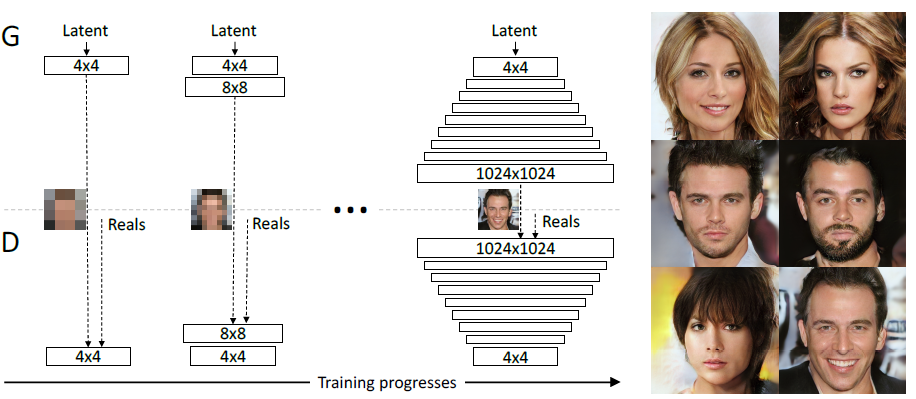 G
Latent
Latent
Latent
4x4
4x4
4x4
8x8
1024x1024
Reals
Reals
...
Reals
D
1024x1024
8x8
4x4
4x4
4x4
Training progresses